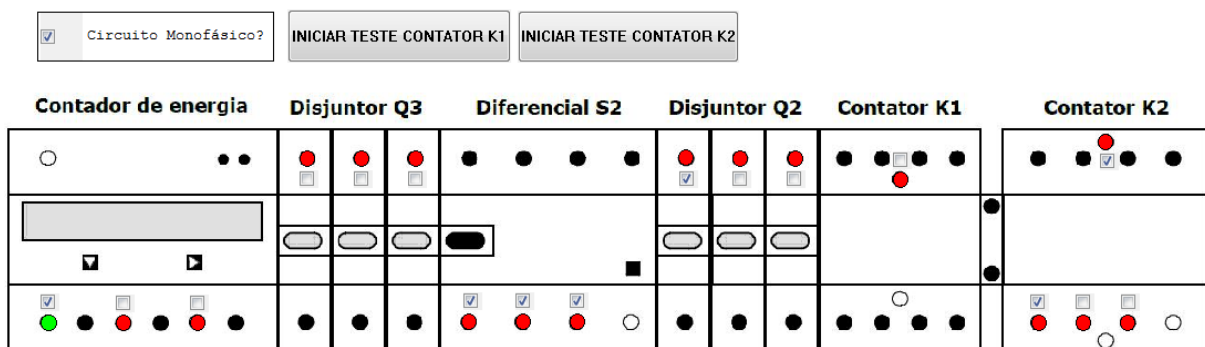 Circuito Monofásico? INICIAR TESTE CONTATOR K1 INICIAR TESTE CONTATOR K2
Contador de energia Disjuntor Q3 Diferencial S2 Disjuntor Q2 Contator K1 Contator K2